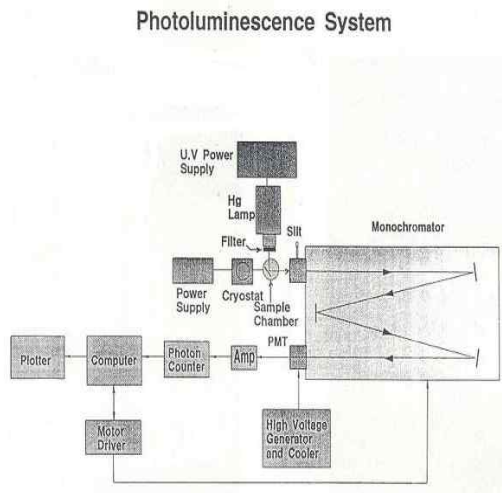 Photoluminescence System
U.V Power
Supply
Hg
Lamp
Slit
Monochromator
Filter
Power
Supply
Cryostat
Sample
Chamber
PMT
Plotter
Computer
Photon
Counter
Amp
Motor
Driver
High Voltage
Generator
and Cooler